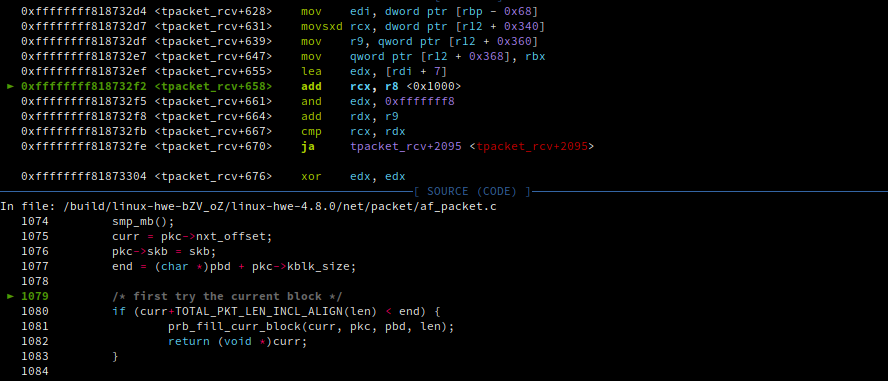 0xffffffff818732d4 <tpacket_rcv+628> mov edi, dword ptr [rbp - 0x68]
0xffffffff818732d7 <tpacket_rcv+631> movsxd rcx, dword ptr [r12 + 0x340]
0xffffffff818732df <tpacket_rcv+639> mov r9, qword ptr [r12 + 0x360]
0xffffffff818732e7 <tpacket_rcv+647> mov qword ptr [r12 + 0x368], rbx
0xffffffff818732ef <tpacket_rcv+655> lea edx, [rdi + 7]
► 0xffffffff818732f2 <tpacket_rcv+658> add rcx, r8 <0x1000>
0xffffffff818732f5 <tpacket_rcv+661> and edx, 0xfffffff8
0xffffffff818732f8 <tpacket_rcv+664> add rdx, r9
0xffffffff818732fb <tpacket_rcv+667> cmp rcx, rdx
0xffffffff818732fe <tpacket_rcv+670> ja tpacket_rcv+2095 <tpacket_rcv+2095>
0xffffffff81873304 <tpacket_rcv+676> xor edx, edx
[ SOURCE (CODE) ]
In file: /build/linux-hwe-bZV_oZ/linux-hwe-4.8.0/net/packet/af_packet.c
1074 smp_mb();
1075 curr = pkc->nxt_offset;
1076 pkc->skb = skb;
1077 end = (char *)pbd + pkc->kblk_size;
1078
► 1079 /* first try the current block */
1080 if (curr+TOTAL_PKT_LEN_INCL_ALIGN(len) < end) {
1081 prb_fill_curr_block(curr, pkc, pbd, len);
1082 return (void *)curr;
1083 }
1084